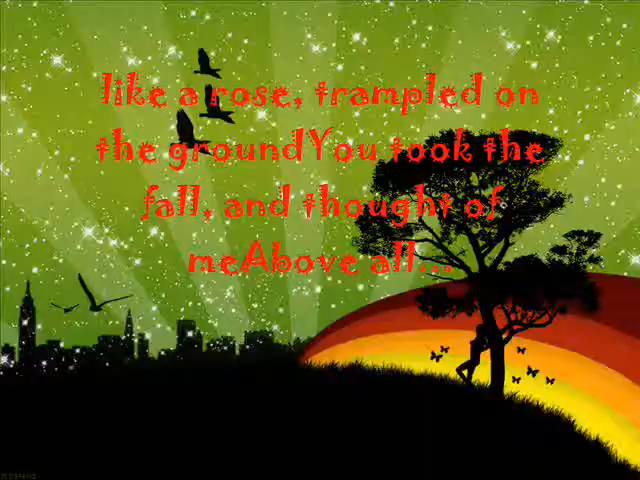 like a rose, trampled on
the groundYou took the
fall, and thought of
meAbove all...